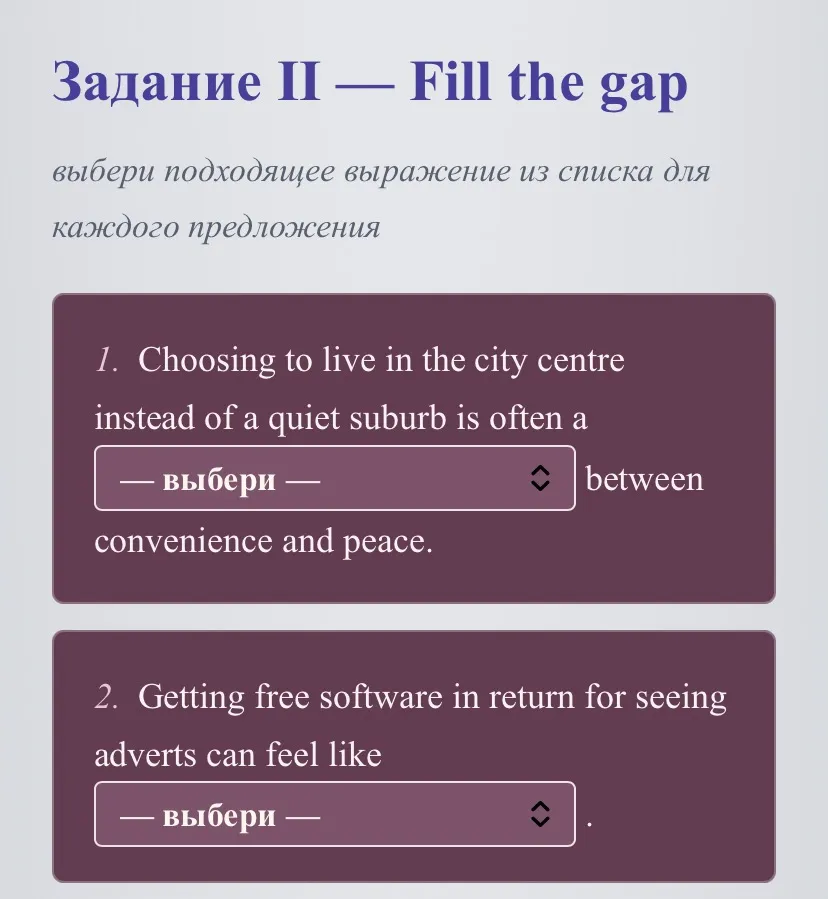 Задание II — Fill the gap
выбери подходящее выражение из списка для
каждого предложения
1. Choosing to live in the city centre
instead of a quiet suburb is often a
— выбери — between
convenience and peace.
2. Getting free software in return for seeing
adverts can feel like
— выбери — .